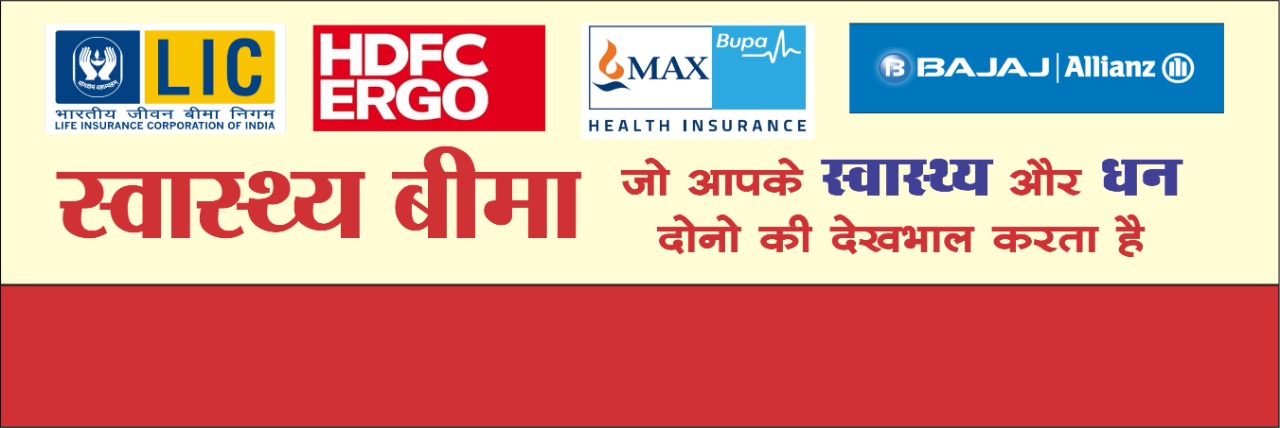 LIC
भारतीय जीवन बीमा निगम
LIFE INSURANCE CORPORATION OF INDIA
HDFC
ERGO
MAX
Bupa
HEALTH INSURANCE
BAJAJ | Allianz
स्वास्थ्य बीमा
जो आपके स्वास्थ्य और धन
दोनो की देखभाल करता है